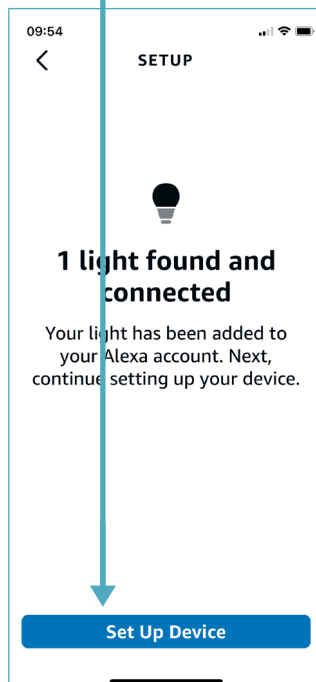 09:54
SETUP
1 light found and
connected
Your light has been added to
your Alexa account. Next,
continue setting up your device.
Set Up Device